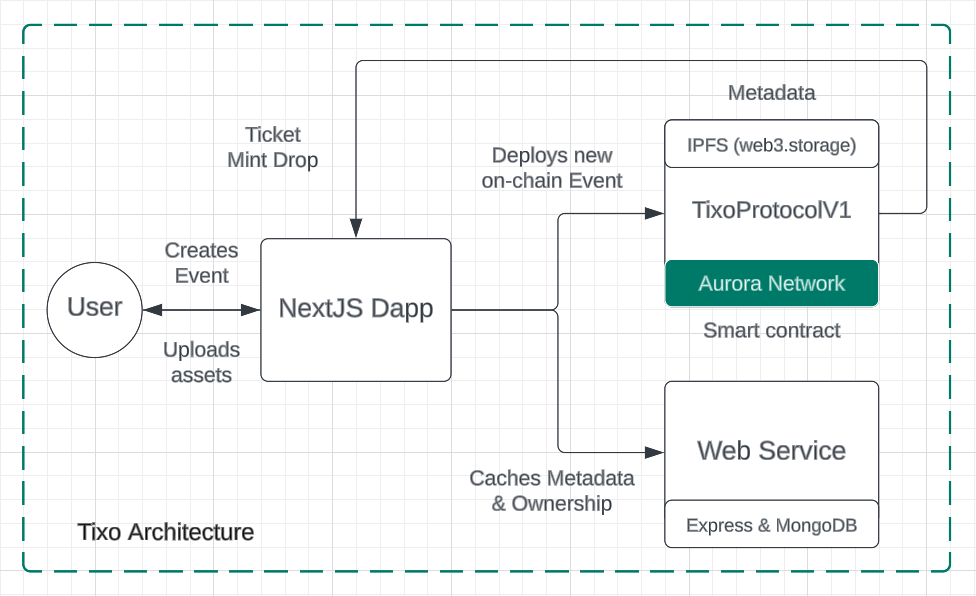 Metadata
Ticket
Mint Drop
IPFS (web3.storage)
Deploys new
on-chain Event
TixoProtocolV1
Creates
Event
Aurora Network
User
NextJS Dapp
Smart contract
Uploads
assets
Web Service
Caches Metadata
& Ownership
Express & MongoDB
Tixo Architecture